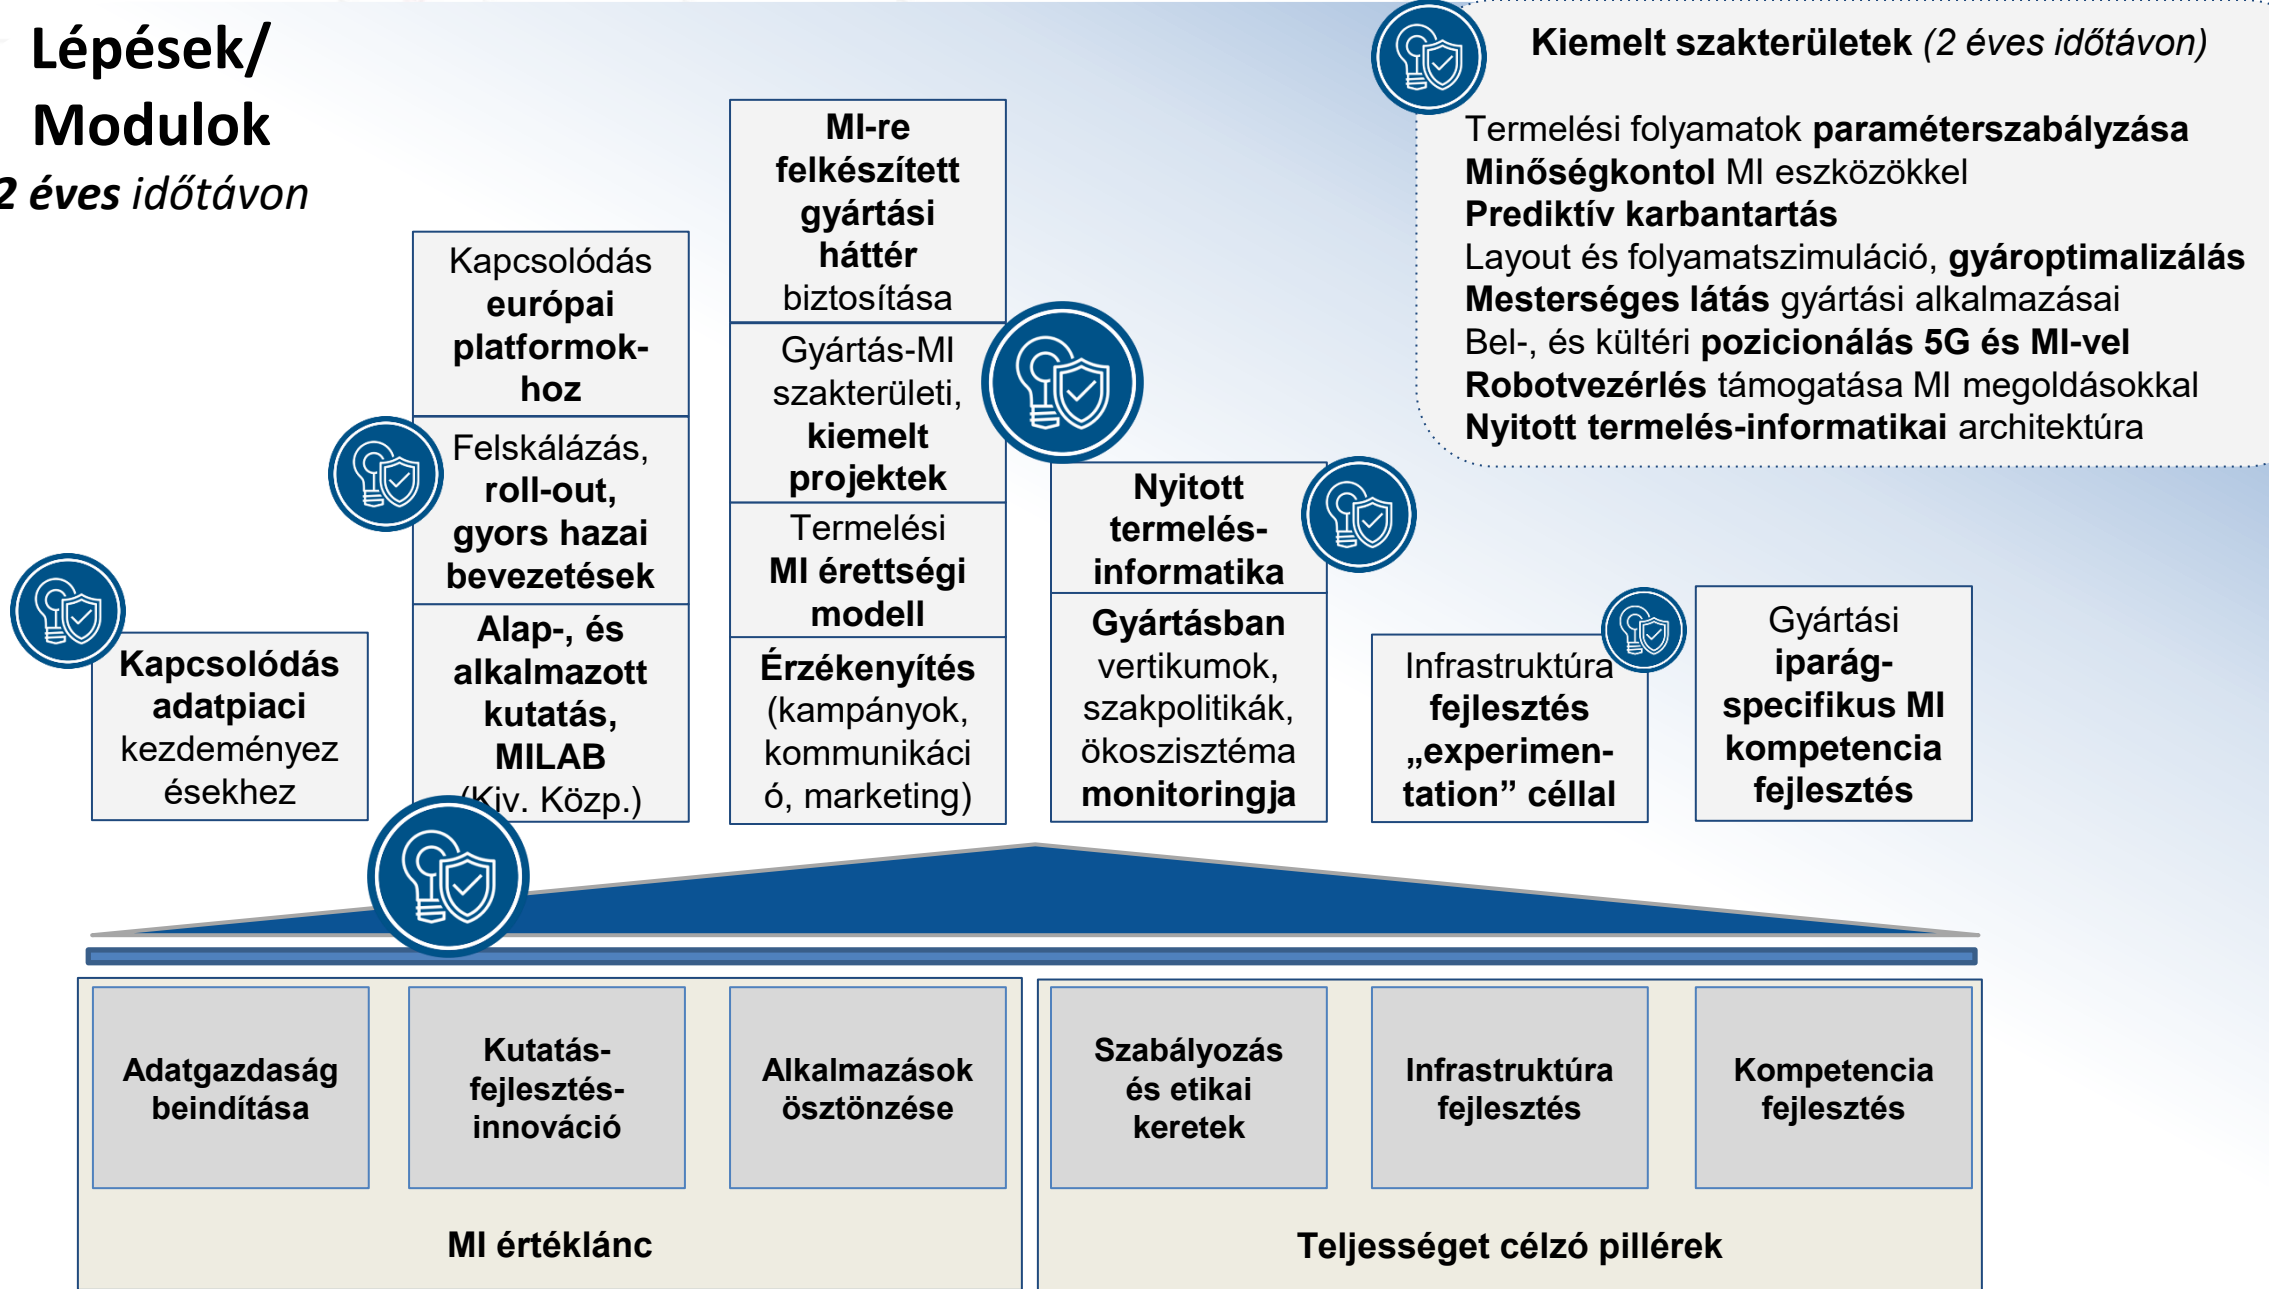 Lépések/
Modulok
2 éves időtávon
Kiemelt szakterületek (2 éves időtávon)
Termelési folyamatok paraméterszabályzása
Minőségkontol MI eszközökkel
Prediktív karbantartás
Layout és folyamatszimuláció, gyároptimalizálás
Mesterséges látás gyártási alkalmazásai
Bel-, és kültéri pozicionálás 5G és MI-vel
Robotvezérlés támogatása MI megoldásokkal
Nyitott termelés-informatikai architektúra
Kapcsolódás
adatpiaci
kezdeményez
ésekhez
Kapcsolódás
európai
platformok-
hoz
Felskálázás,
roll-out,
gyors hazai
bevezetések
Alap-, és
alkalmazott
kutatás,
MILAB
(Kiv. Közp.)
MI-re
felkészített
gyártási
háttér
biztosítása
Gyártás-MI
szakterületi,
kiemelt
projektek
Termelési
MI érettségi
modell
Érzékenyítés
(kampányok,
kommunikáci
ó, marketing)
Nyitott
termelés-
informatika
Gyártásban
vertikumok,
szakpolitikák,
ökoszisztéma
monitoringja
Infrastruktúra
fejlesztés
„experimen-
tation” céllal
Gyártási
iparág-
specifikus MI
kompetencia
fejlesztés
Adatgazdaság
beindítása
Kutatás-
fejlesztés-
innováció
Alkalmazások
ösztönzése
Szabályozás
és etikai
keretek
Infrastruktúra
fejlesztés
Kompetencia
fejlesztés
MI értéklánc
Teljességet célzó pillérek